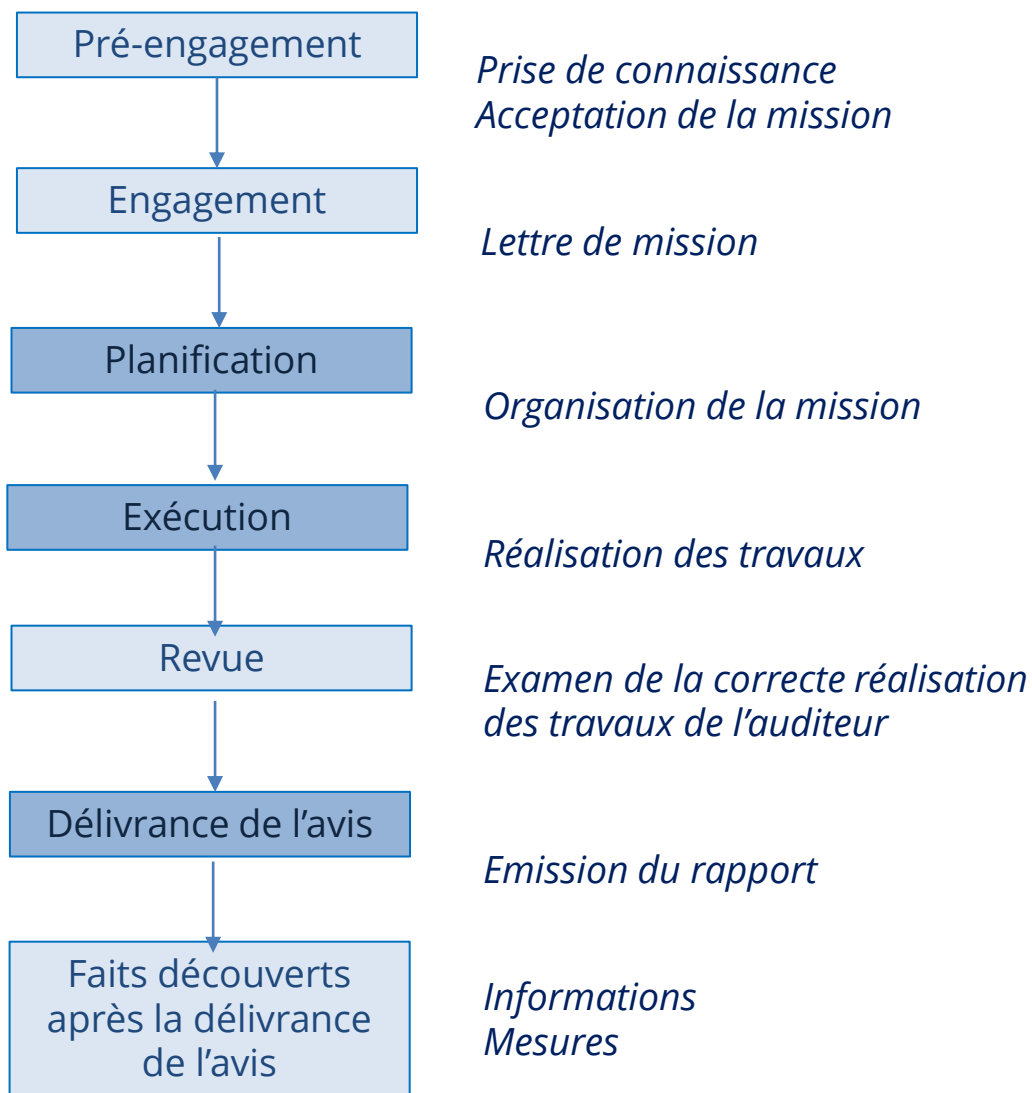 Pré-engagement
Prise de connaissance
Acceptation de la mission
Engagement
Lettre de mission
Planification
Organisation de la mission
Exécution
Réalisation des travaux
Revue
Examen de la correcte réalisation
des travaux de l’auditeur
Délivrance de l’avis
Emission du rapport
Faits découverts
après la délivrance
de l’avis
Informations
Mesures